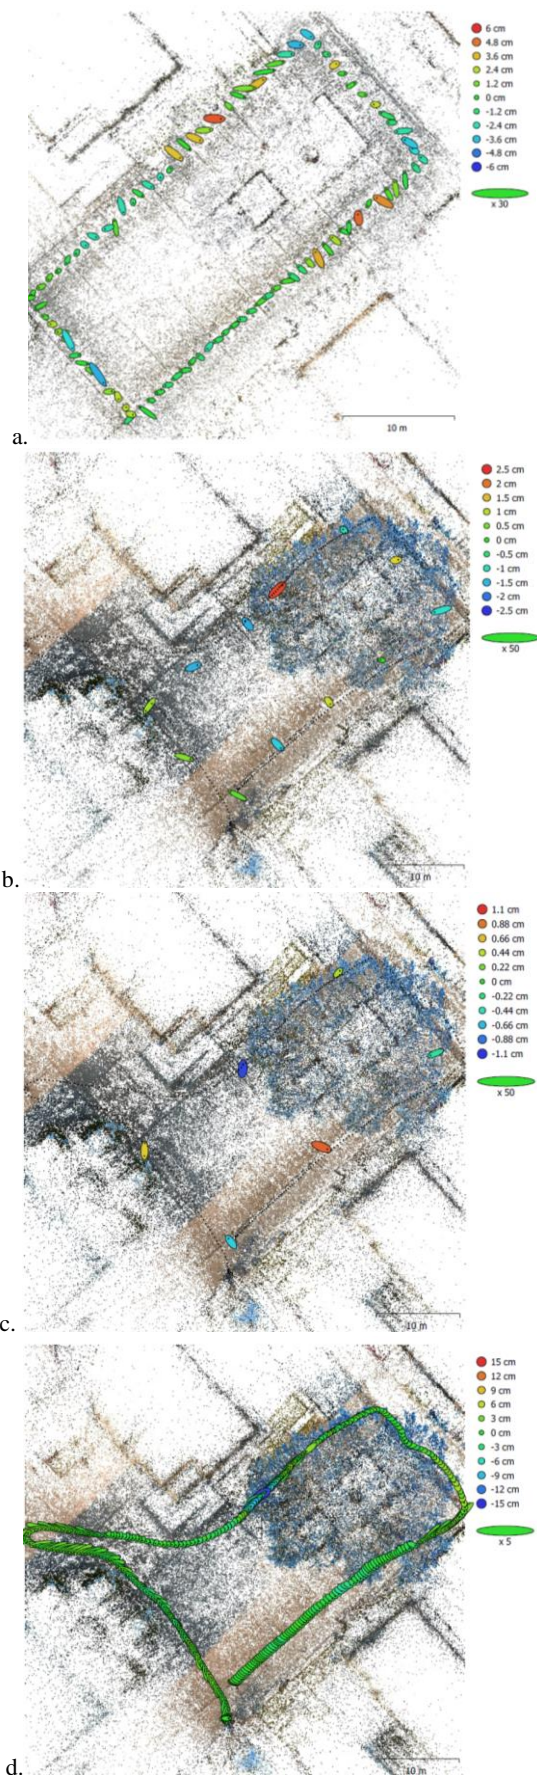 6 cm
4.8 cm
3.6 cm
2.4 cm
1.2 cm
0 cm
-1.2 cm
-2.4 cm
-3.6 cm
-4.8 cm
-6 cm
x 30
10 m
a.
2.5 cm
2 cm
1.5 cm
1 cm
0.5 cm
0 cm
-0.5 cm
-1 cm
-1.5 cm
-2 cm
-2.5 cm
x 50
10 m
b.
1.1 cm
0.88 cm
0.66 cm
0.44 cm
0.22 cm
0 cm
-0.22 cm
-0.44 cm
-0.66 cm
-0.88 cm
-1.1 cm
x 50
10 m
c.
15 cm
12 cm
9 cm
6 cm
3 cm
0 cm
-3 cm
-6 cm
-9 cm
-12 cm
-15 cm
x 5
10 m
d.